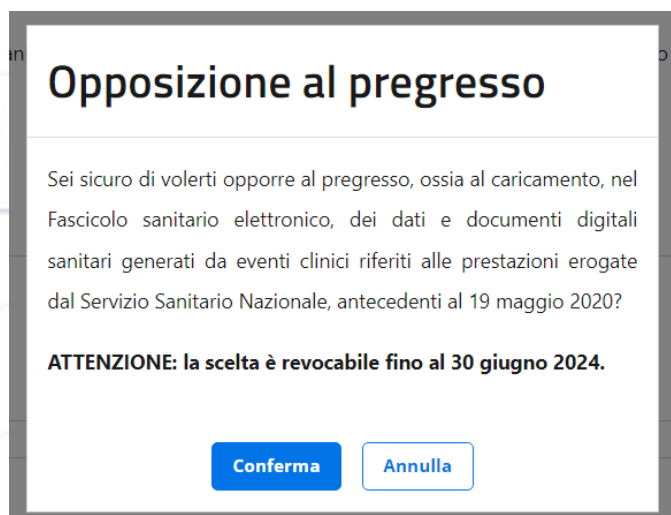 Opposizione al pregresso
Sei sicuro di volerti opporre al pregresso, ossia al caricamento, nel
Fascicolo sanitario elettronico, dei dati e documenti digitali
sanitari generati da eventi clinici riferiti alle prestazioni erogate
dal Servizio Sanitario Nazionale, antecedenti al 19 maggio 2020?
ATTENZIONE: la scelta è revocabile fino al 30 giugno 2024.
Conferma Annulla